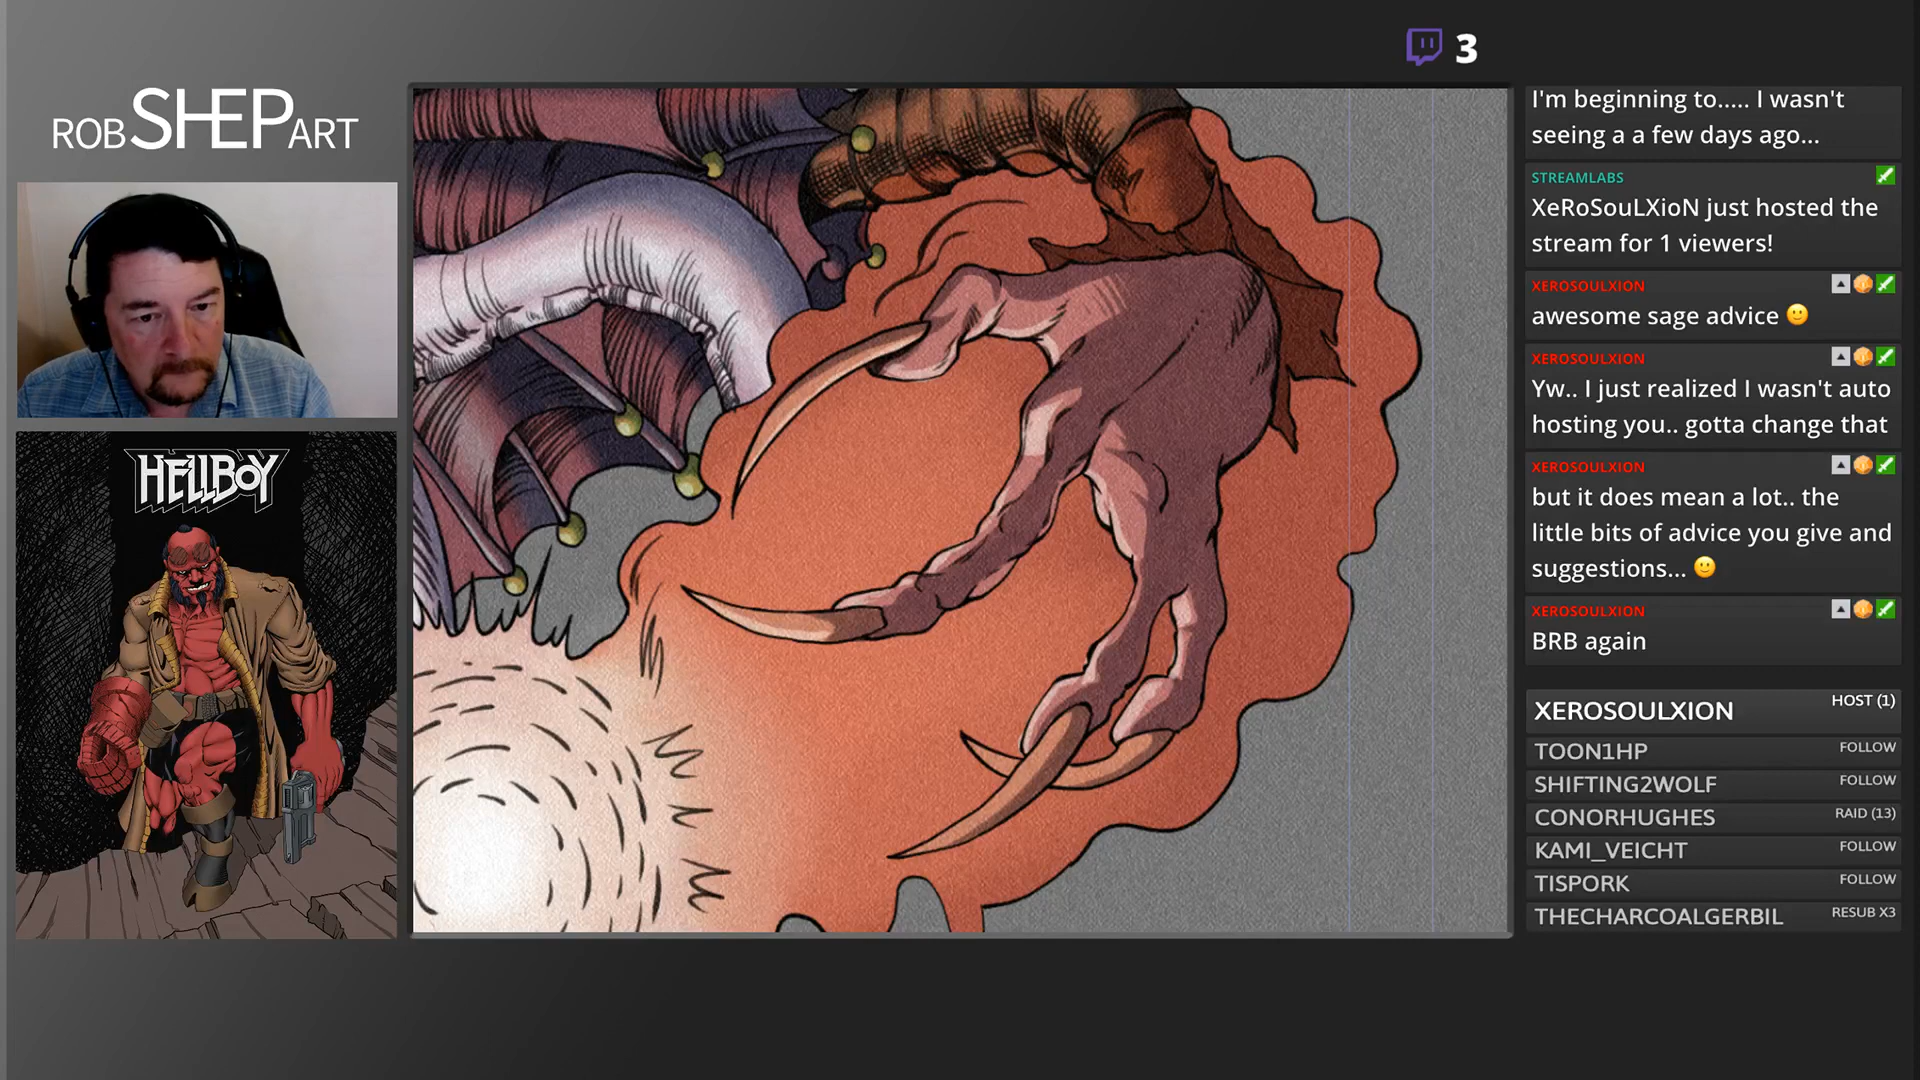 3
ROB SHEP ART
HELLBOY
I'm beginning to..... I wasn't
seeing a a few days ago...
STREAMLABS
XeRoSouLXioN just hosted the
stream for 1 viewers!
XEROSOULXION
awesome sage advice 🙂
XEROSOULXION
Yw.. I just realized I wasn't auto
hosting you.. gotta change that
XEROSOULXION
but it does mean a lot.. the
little bits of advice you give and
suggestions... 🙂
XEROSOULXION
BRB again
XEROSOULXION HOST (1)
TOON1HP FOLLOW
SHIFTING2WOLF FOLLOW
CONORHUGHES RAID (13)
KAMI_VEICHT FOLLOW
TISPORK FOLLOW
THECHARCOALGERBIL RESUB X3